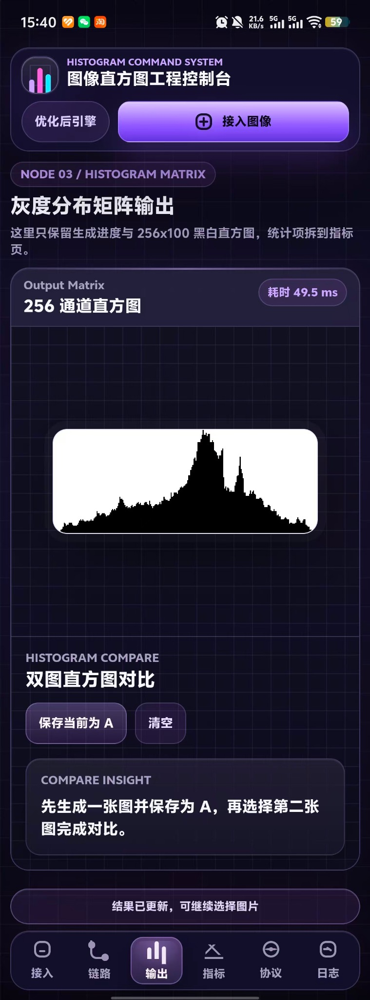 15:40
淘
21.6
KB/s
5G
5G
59
HISTOGRAM COMMAND SYSTEM
图像直方图工程控制台
优化后引擎
接入图像
NODE 03 / HISTOGRAM MATRIX
灰度分布矩阵输出
这里只保留生成进度与 256x100 黑白直方图，统计项拆到指标
页。
Output Matrix
256 通道直方图
耗时 49.5 ms
HISTOGRAM COMPARE
双图直方图对比
保存当前为 A
清空
COMPARE INSIGHT
先生成一张图并保存为 A，再选择第二张
图完成对比。
结果已更新，可继续选择图片
接入
链路
输出
指标
协议
日志